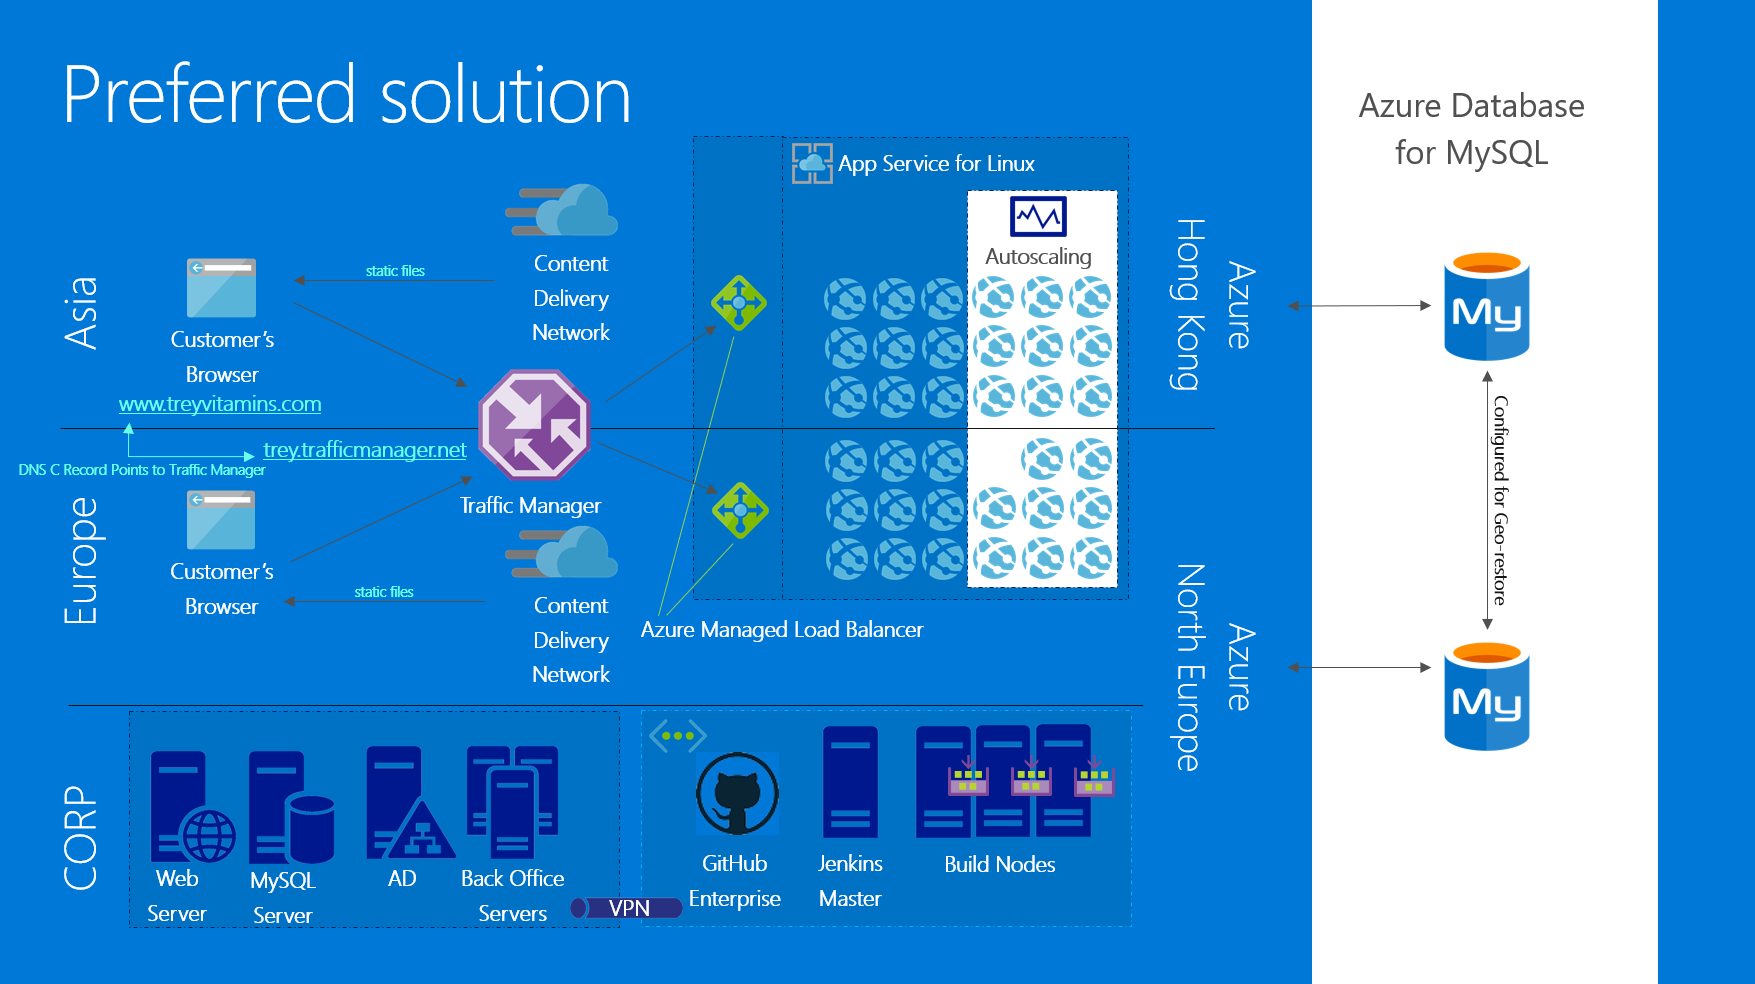 Preferred solution
Azure Database
for MySQL
App Service for Linux
Autoscaling
Content
Delivery
Network
static files
Asia
Customer's
Browser
www.treyvitamins.com
trey.trafficmanager.net
DNS C Record Points to Traffic Manager
Traffic Manager
Europe
Customer's
Browser
static files
Content
Delivery
Network
Azure Managed Load Balancer
Azure
Hong Kong
Azure
North Europe
My
Configured for Geo-restore
My
CORP
Web
Server
MySQL
Server
AD
Back Office
Servers
VPN
GitHub
Enterprise
Jenkins
Master
Build Nodes